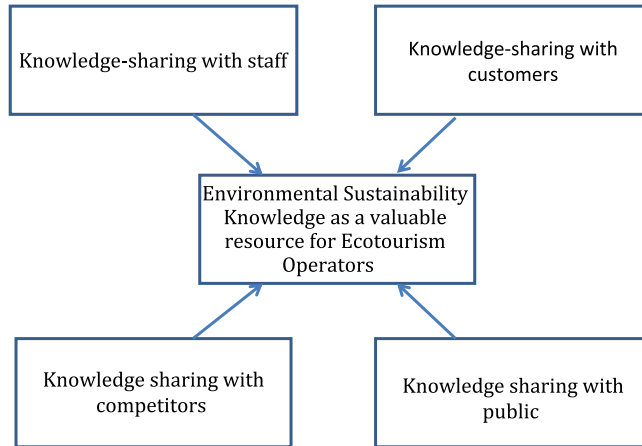 Knowledge-sharing with staff
Knowledge-sharing with
customers
Environmental Sustainability
Knowledge as a valuable
resource for Ecotourism
Operators
Knowledge sharing with
competitors
Knowledge sharing with
public